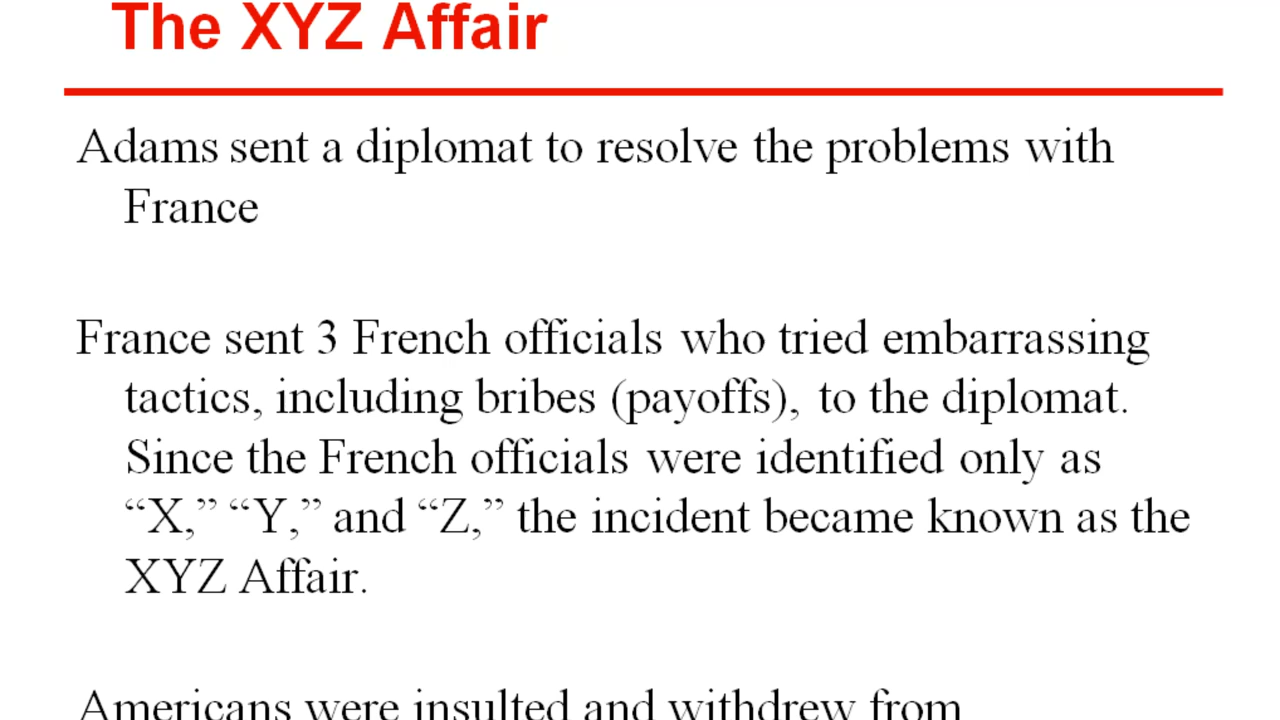 The XYZ Affair
Adams sent a diplomat to resolve the problems with
France
France sent 3 French officials who tried embarrassing
tactics, including bribes (payoffs), to the diplomat.
Since the French officials were identified only as
“X,” “Y,” and “Z,” the incident became known as the
XYZ Affair.
Americans were insulted and withdrew from